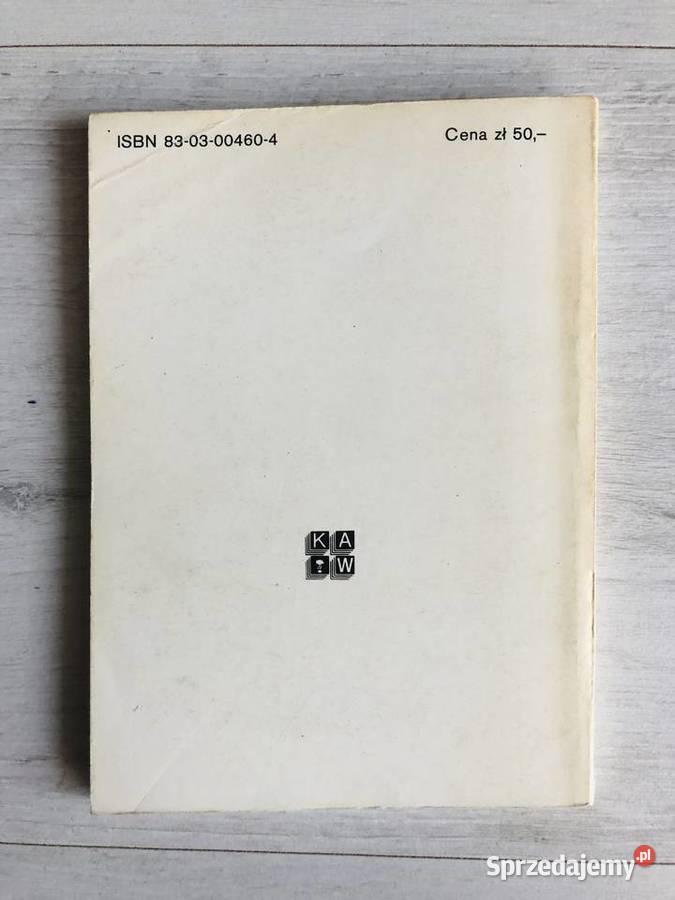 ISBN 83-03-00460-4 Cena zł 50,–
K A
W
Sprzedajemy.pl